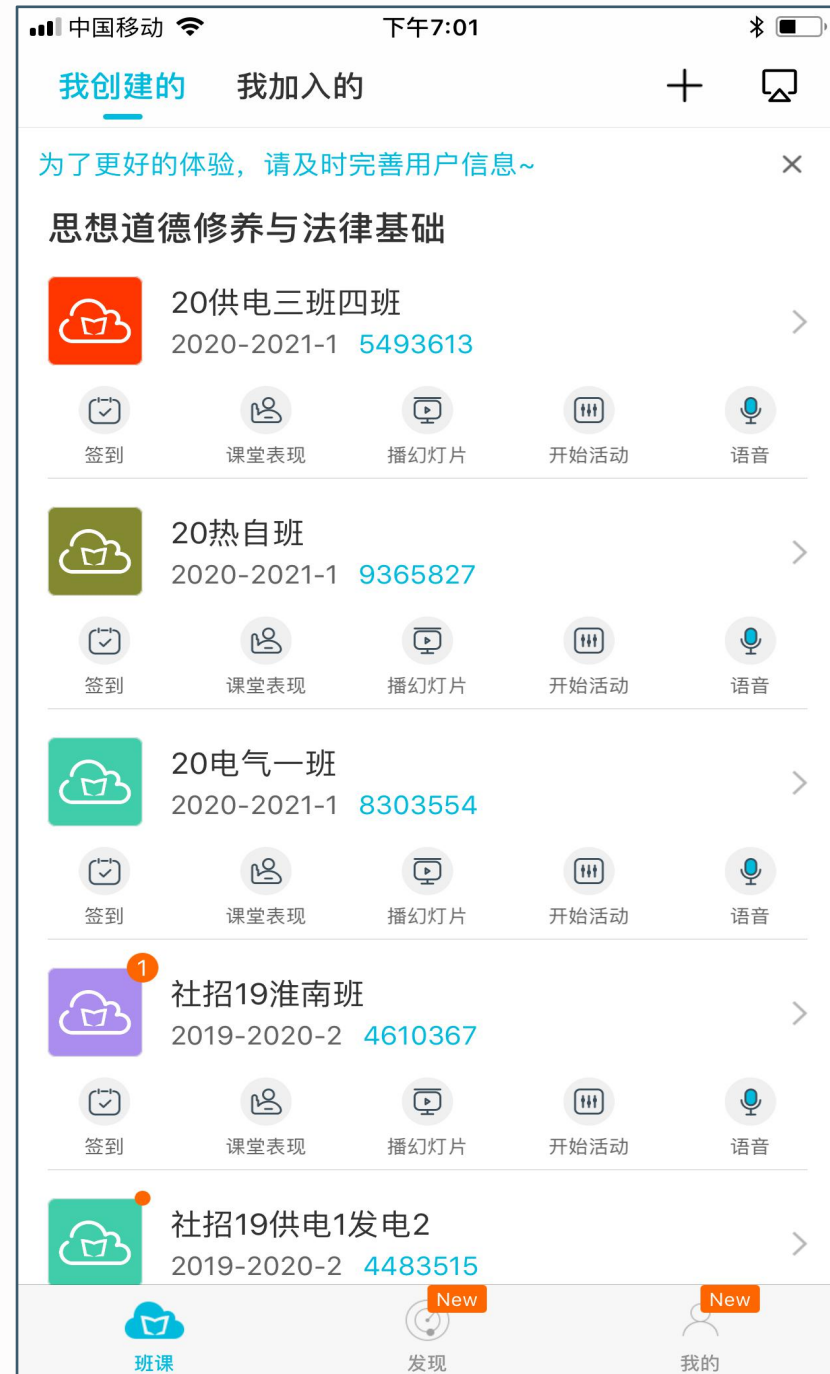 中国移动 下午7:01
我创建的 我加入的
为了更好的体验，请及时完善用户信息~
思想道德修养与法律基础
20供电三班四班
2020-2021-1 5493613
签到 课堂表现 播幻灯片 开始活动 语音
20热自班
2020-2021-1 9365827
签到 课堂表现 播幻灯片 开始活动 语音
20电气一班
2020-2021-1 8303554
签到 课堂表现 播幻灯片 开始活动 语音
1
社招19淮南班
2019-2020-2 4610367
签到 课堂表现 播幻灯片 开始活动 语音
社招19供电1发电2
2019-2020-2 4483515
New New
班课 发现 我的